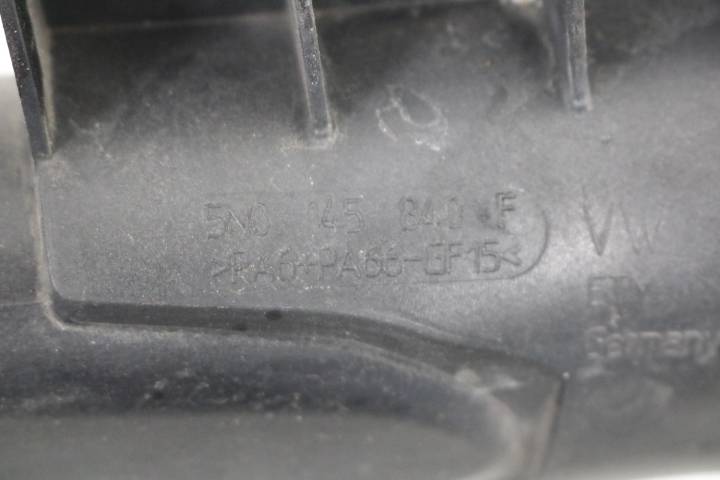 5N0 145 840 F
>PA6+PA66-GF15<
VW
Germany